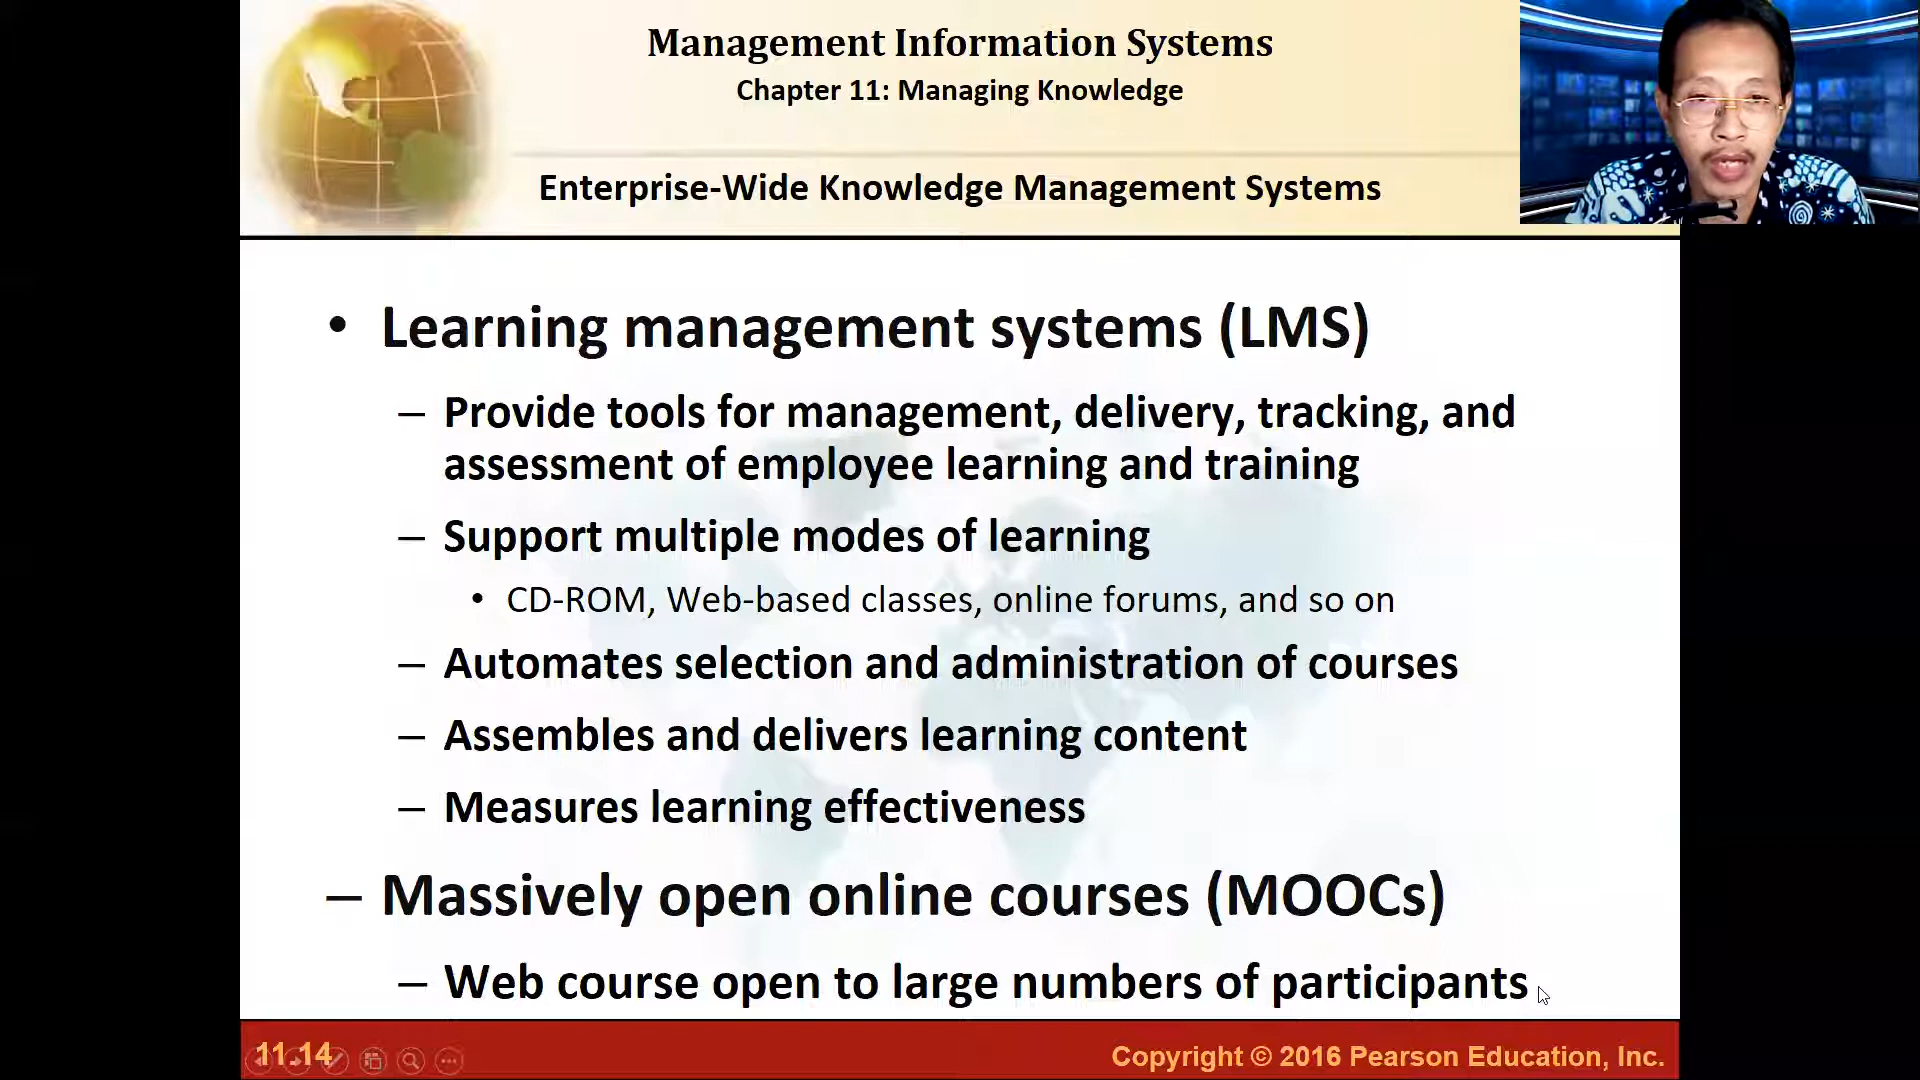 Management Information Systems
Chapter 11: Managing Knowledge
Enterprise-Wide Knowledge Management Systems
• Learning management systems (LMS)
– Provide tools for management, delivery, tracking, and
assessment of employee learning and training
– Support multiple modes of learning
• CD-ROM, Web-based classes, online forums, and so on
– Automates selection and administration of courses
– Assembles and delivers learning content
– Measures learning effectiveness
– Massively open online courses (MOOCs)
– Web course open to large numbers of participants
11.14
Copyright © 2016 Pearson Education, Inc.